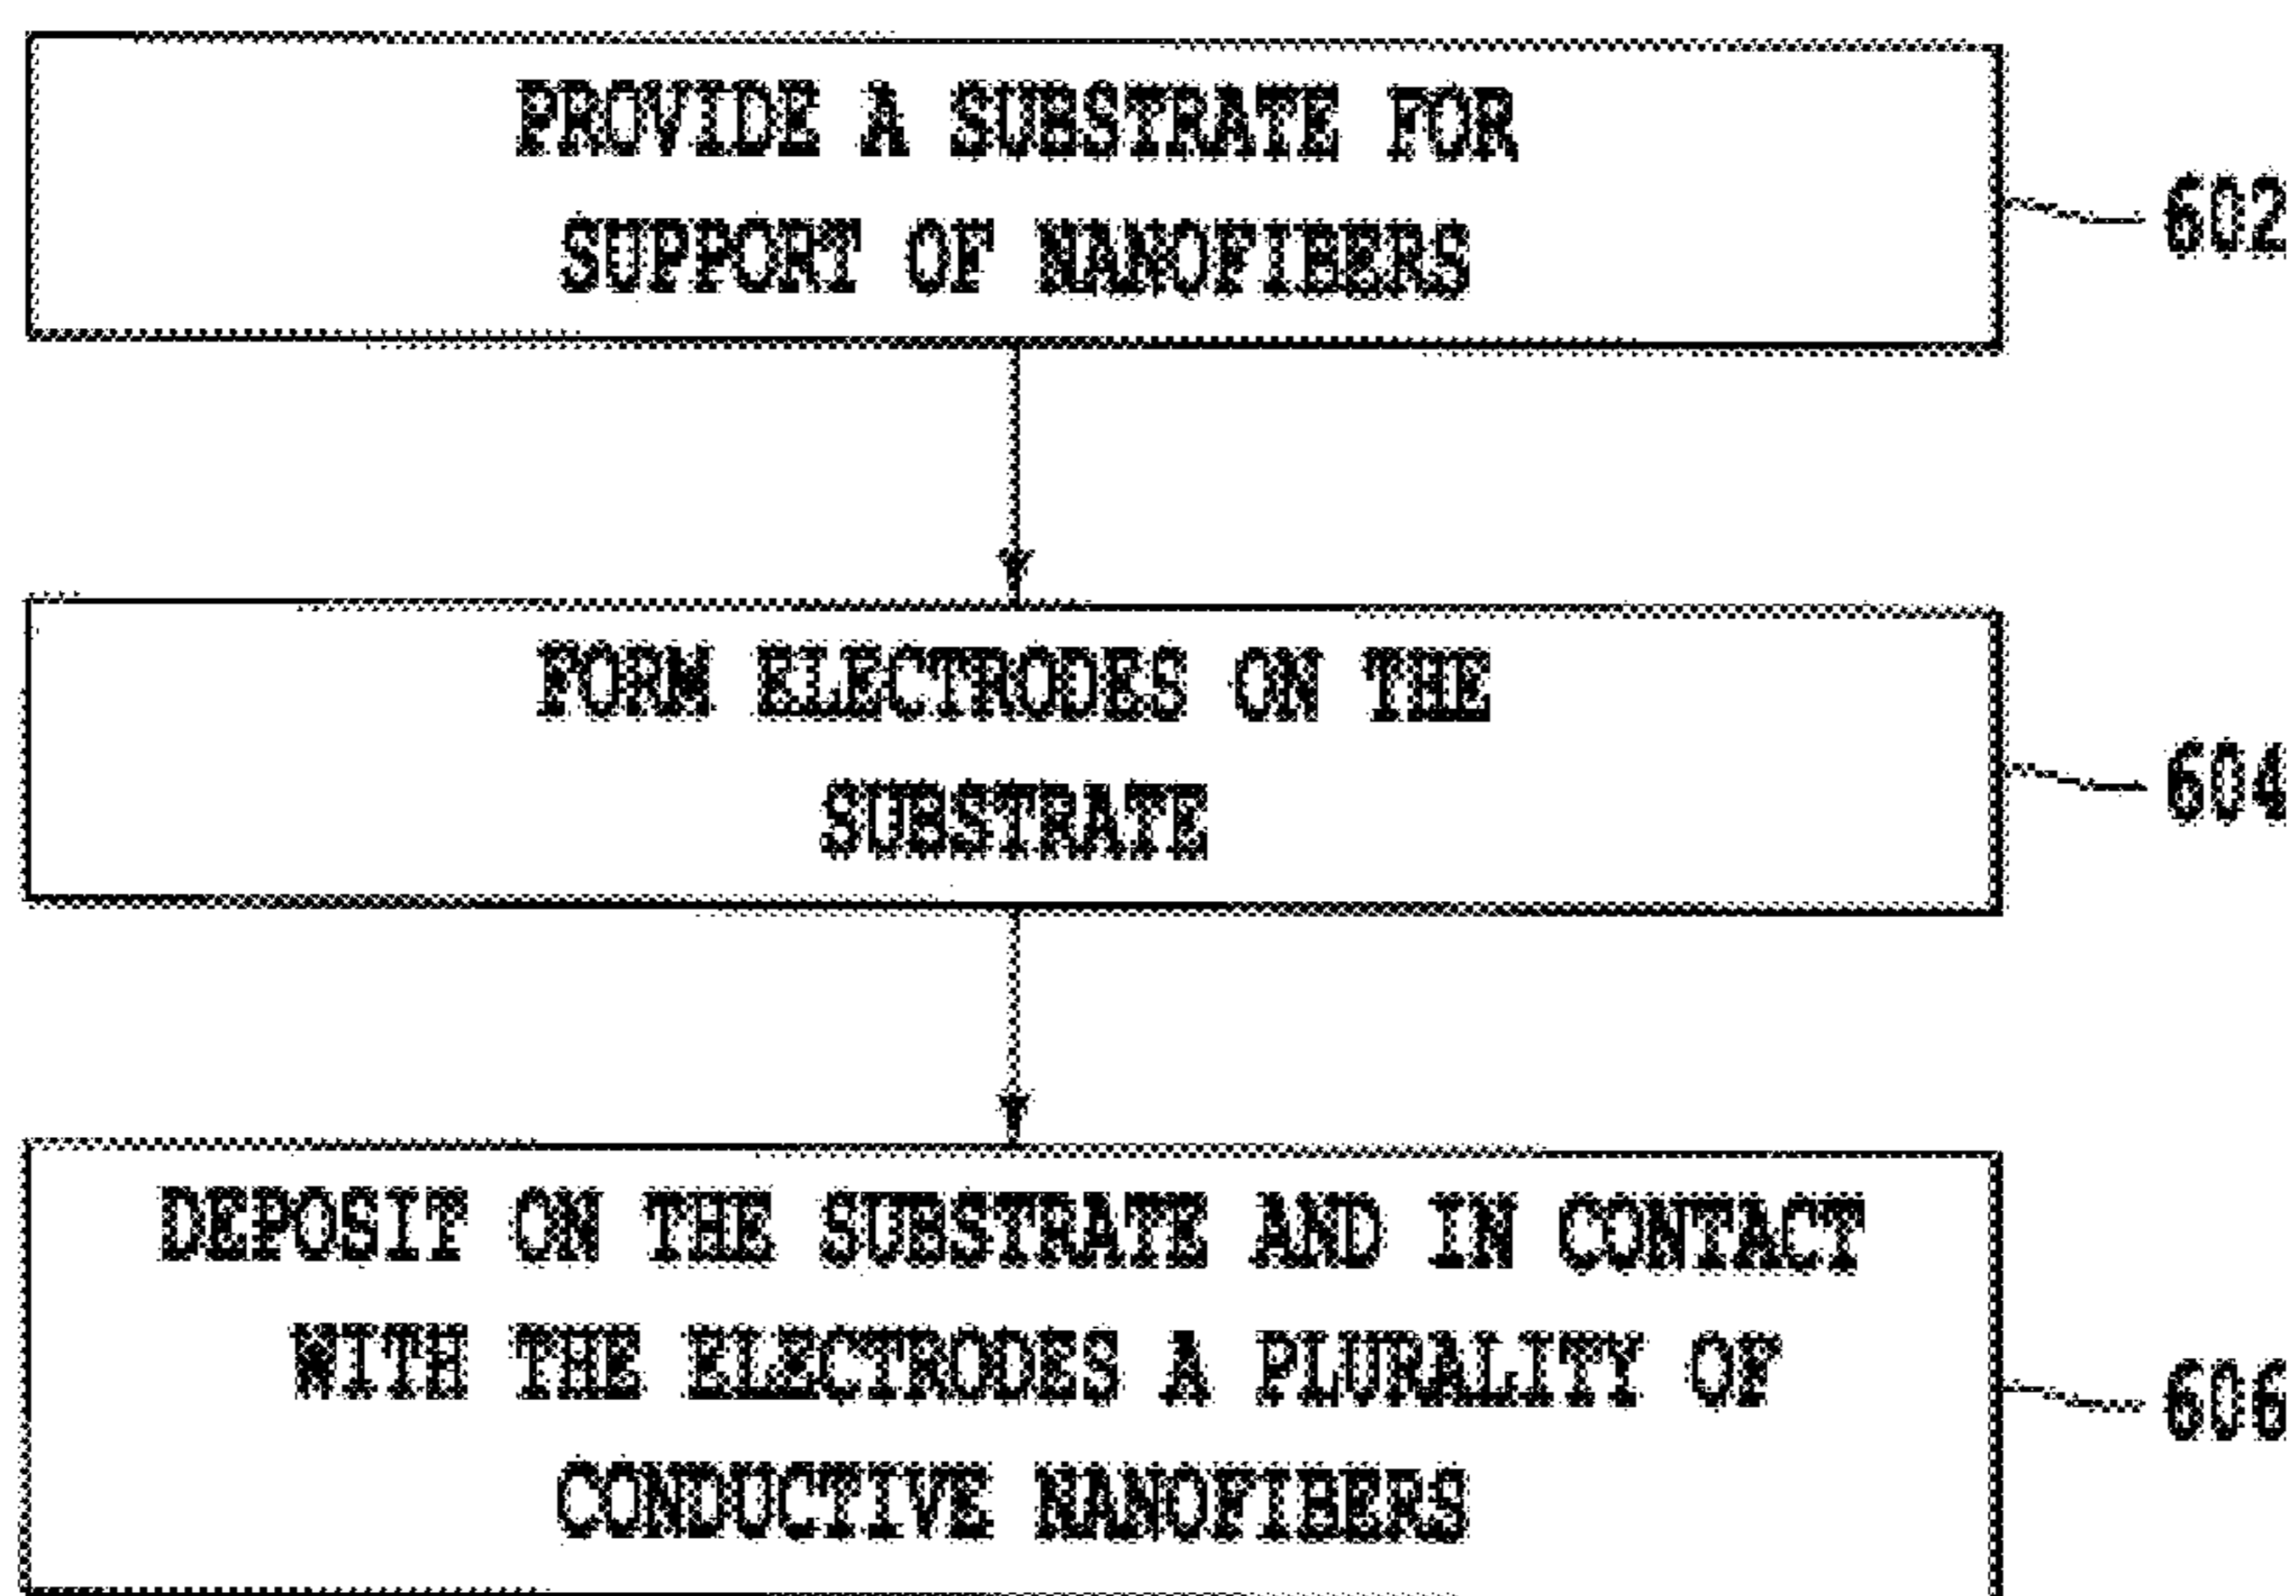 PROVIDE A SUBSTRATE FOR
SUPPORT OF NANOFIBERS
602
FORM ELECTRODES ON THE
SUBSTRATE
604
DEPOSIT ON THE SUBSTRATE AND IN CONTACT
WITH THE ELECTRODES A PLURALITY OF
CONDUCTIVE NANOFIBERS
606